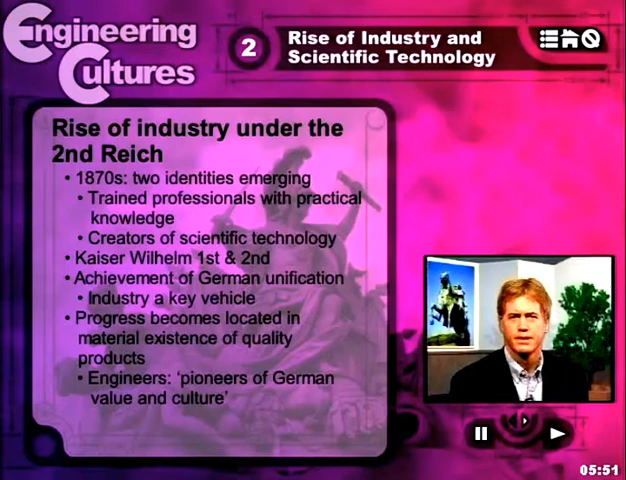 Engineering
Cultures
2
Rise of Industry and
Scientific Technology
Rise of industry under the
2nd Reich
• 1870s: two identities emerging
• Trained professionals with practical
knowledge
• Creators of scientific technology
• Kaiser Wilhelm 1st & 2nd
• Achievement of German unification
• Industry a key vehicle
• Progress becomes located in
material existence of quality
products
• Engineers: ‘pioneers of German
value and culture’
05:51